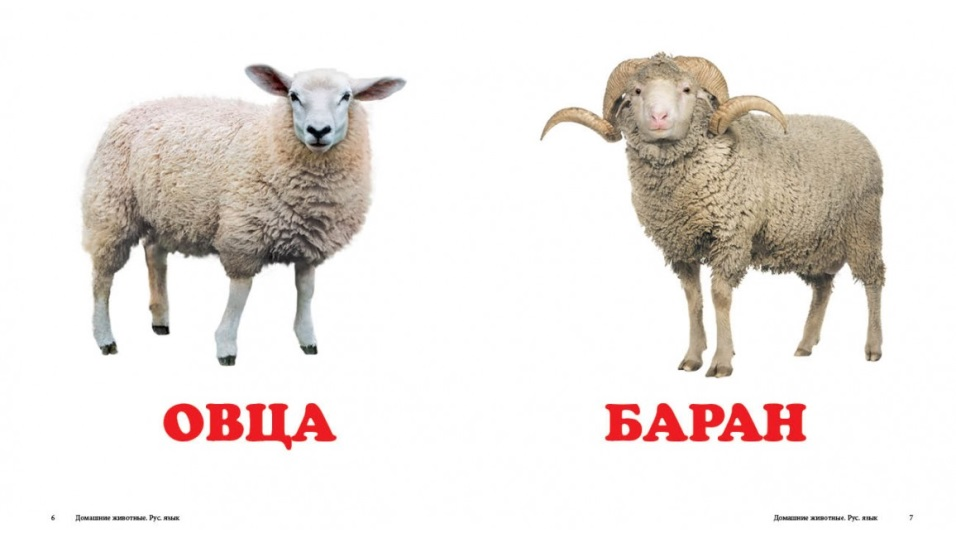 ОВЦА
БАРАН
6 Домашние животные. Рус. язык
Домашние животные. Рус. язык 7